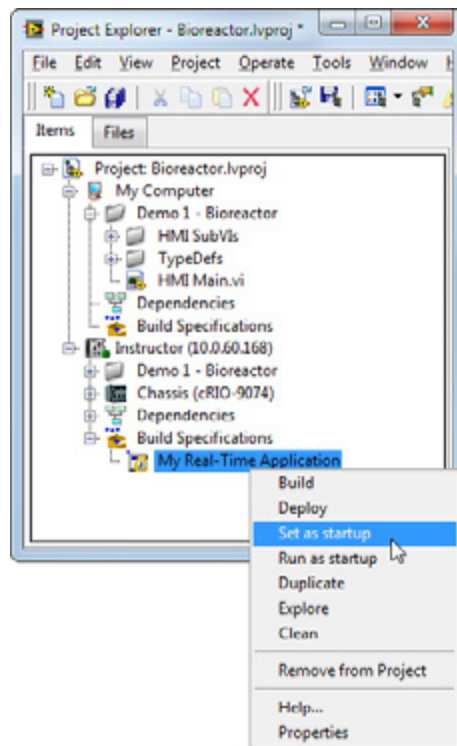 Project Explorer - Bioreactor.lvproj *
File Edit View Project Operate Tools Window
Items Files
Project: Bioreactor.lvproj
My Computer
Demo 1 - Bioreactor
HMI SubVIs
TypeDefs
HMI Main.vi
Dependencies
Build Specifications
Instructor (10.0.60.168)
Demo 1 - Bioreactor
Chassis (cRIO-9074)
Dependencies
Build Specifications
My Real-Time Application
Build
Deploy
Set as startup
Run as startup
Duplicate
Explore
Clean
Remove from Project
Help...
Properties